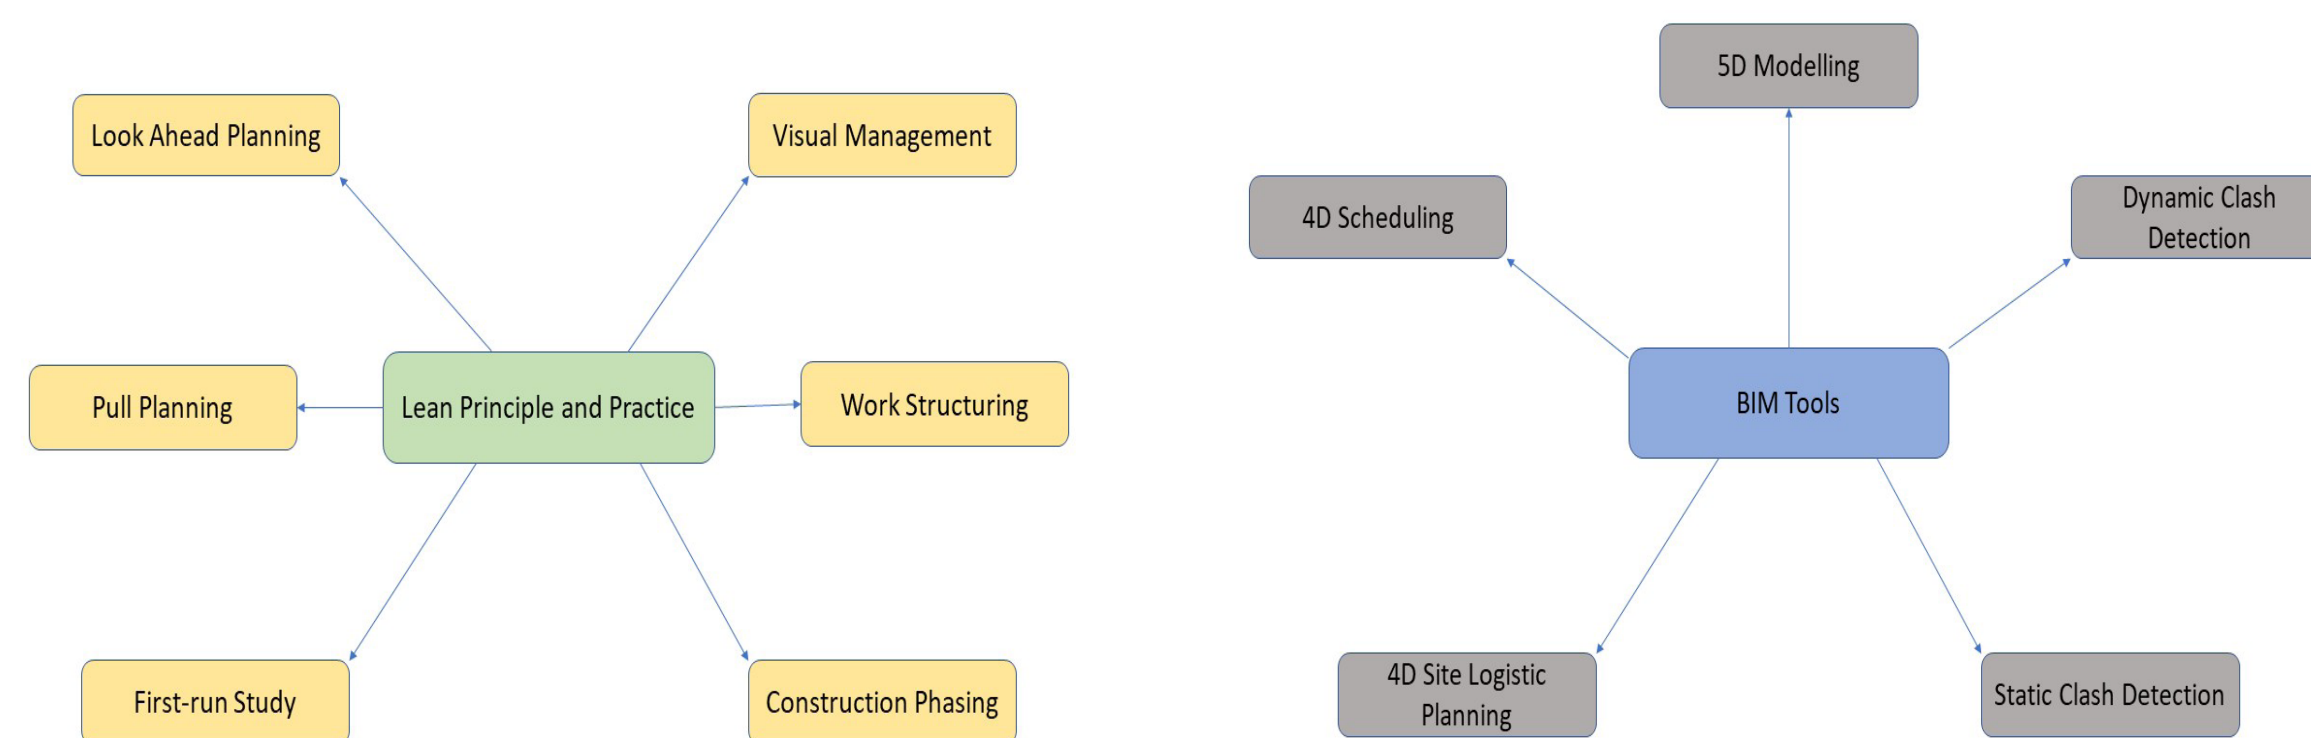 Look Ahead Planning
Visual Management
Pull Planning
Lean Principle and Practice
Work Structuring
First-run Study
Construction Phasing
5D Modelling
4D Scheduling
Dynamic Clash
Detection
BIM Tools
4D Site Logistic
Planning
Static Clash Detection